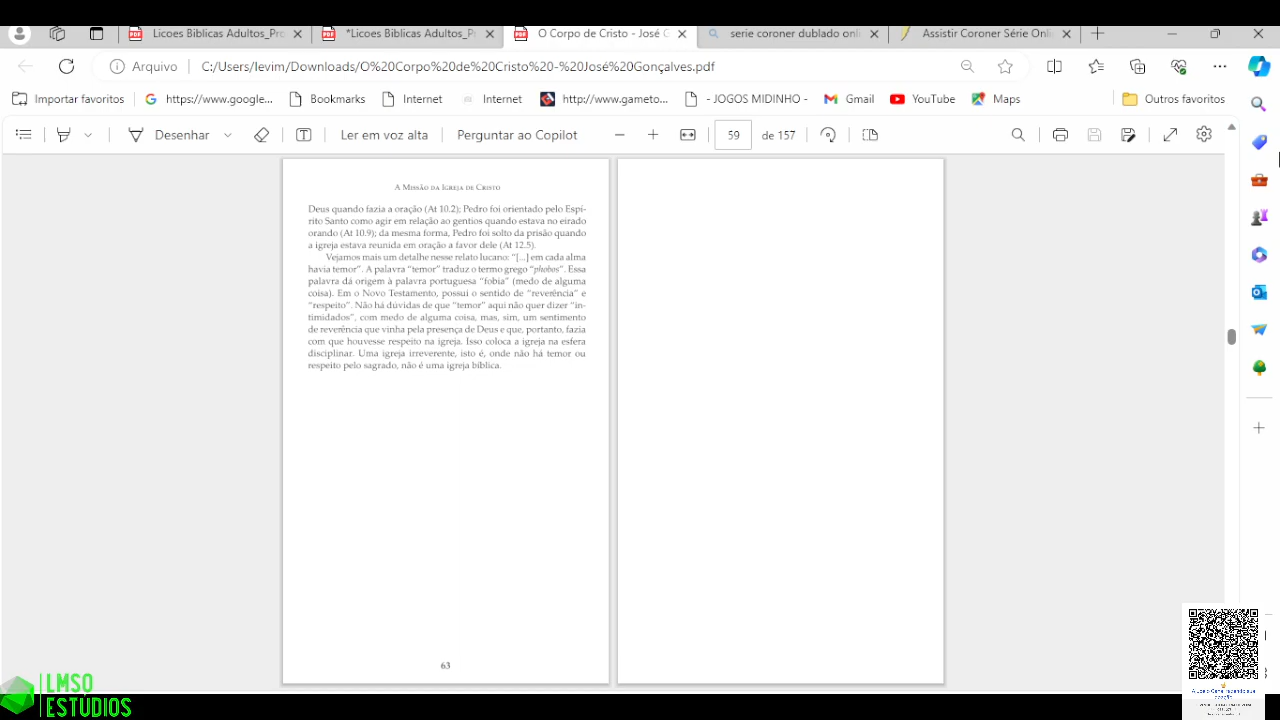 Licoes Biblicas Adultos_Pro
*Licoes Biblicas Adultos_Pr
O Corpo de Cristo - José G
serie coroner dublado onli
Assistir Coroner Série Onli
Arquivo
C:/Users/levim/Downloads/O%20Corpo%20de%20Cristo%20-%20José%20Gonçalves.pdf
Importar favoritos
https://www.google...
Bookmarks
Internet
Internet
http://www.gameto...
- JOGOS MIDINHO -
Gmail
YouTube
Maps
Outros favoritos
Desenhar
Ler em voz alta
Perguntar ao Copilot
59
de 157
A Missão da Igreja de Cristo
Deus quando fazia a oração (At 10.2); Pedro foi orientado pelo Espí-
rito Santo como agir em relação ao gentios quando estava no eirado
orando (At 10.9); da mesma forma, Pedro foi solto da prisão quando
a igreja estava reunida em oração a favor dele (At 12.5).
Vejamos mais um detalhe nesse relato lucano: “[...] em cada alma
havia temor”. A palavra “temor” traduz o termo grego “phobos”. Essa
palavra dá origem à palavra portuguesa “fobia” (medo de alguma
coisa). Em o Novo Testamento, possui o sentido de “reverência” e
“respeito”. Não há dúvidas de que “temor” aqui não quer dizer “in-
timidados”, com medo de alguma coisa, mas, sim, um sentimento
de reverência que vinha pela presença de Deus e que, portanto, fazia
com que houvesse respeito na igreja. Isso coloca a igreja na esfera
disciplinar. Uma igreja irreverente, isto é, onde não há temor ou
respeito pelo sagrado, não é uma igreja bíblica.
63
LMSO
ESTUDIOS